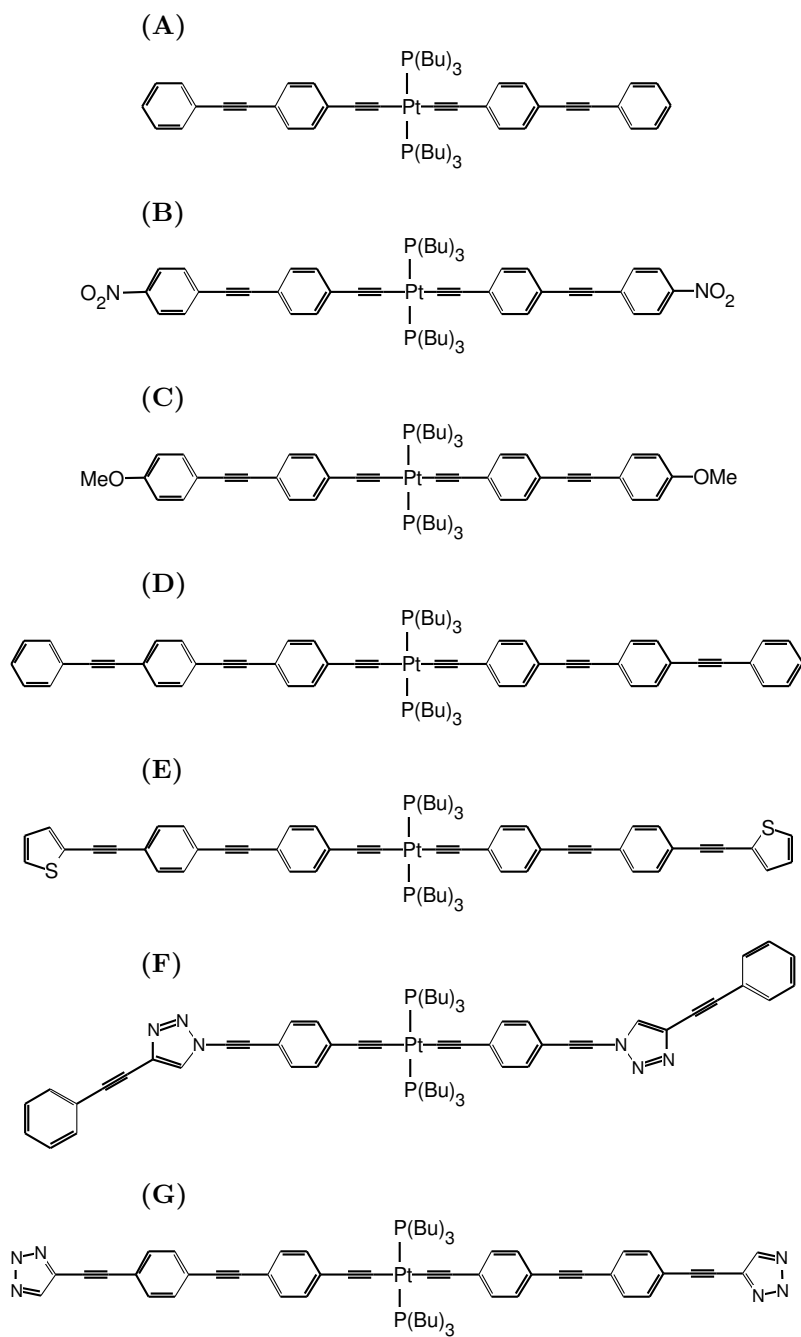 (A)
P(Bu)3
Pt
P(Bu)3
(B)
P(Bu)3
O2N Pt NO2
P(Bu)3
(C)
P(Bu)3
MeO Pt OMe
P(Bu)3
(D)
P(Bu)3
Pt
P(Bu)3
(E)
P(Bu)3
S
Pt
S
P(Bu)3
(F)
P(Bu)3
N N
N Pt N
N N
P(Bu)3
(G)
P(Bu)3
N N
N Pt N
N N
P(Bu)3